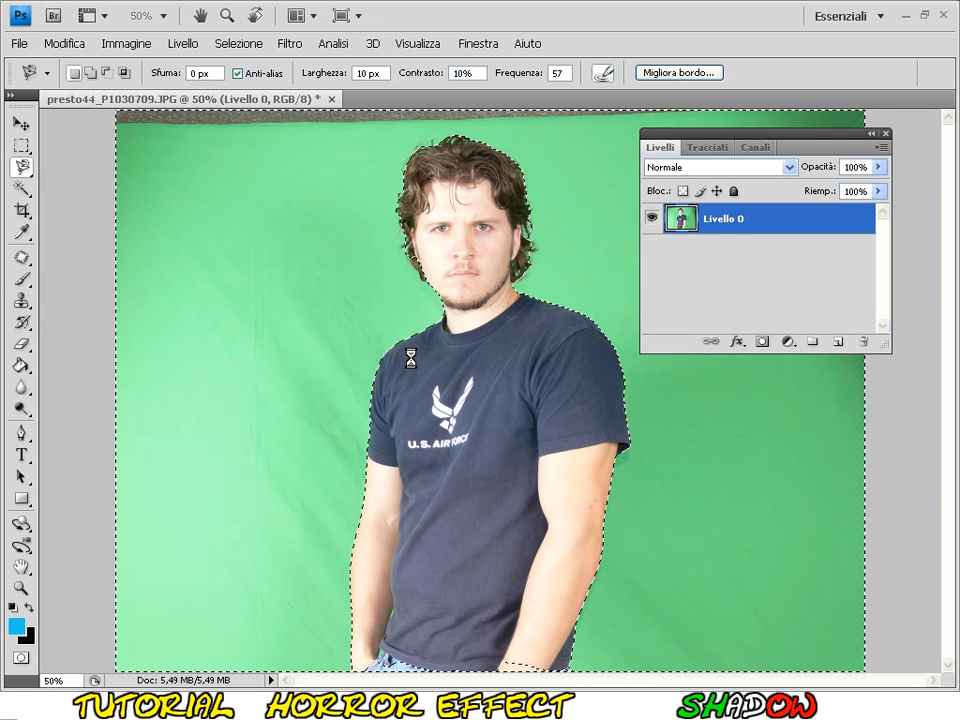 Ps Br 50% Essenziali
File Modifica Immagine Livello Selezione Filtro Analisi 3D Visualizza Finestra Aiuto
Sfuma: 0 px Anti-alias Larghezza: 10 px Contrasto: 10% Frequenza: 57 Migliora bordo...
presto44_P1030709.JPG @ 50% (Livello 0, RGB/8) *
Livelli Tracciati Canali
Normale Opacità: 100%
Bloc.: Riemp.: 100%
Livello 0
U.S. AIR FORCE
50% Doc: 5,49 MB/5,49 MB
TUTORIAL HORROR EFFECT SHADOW